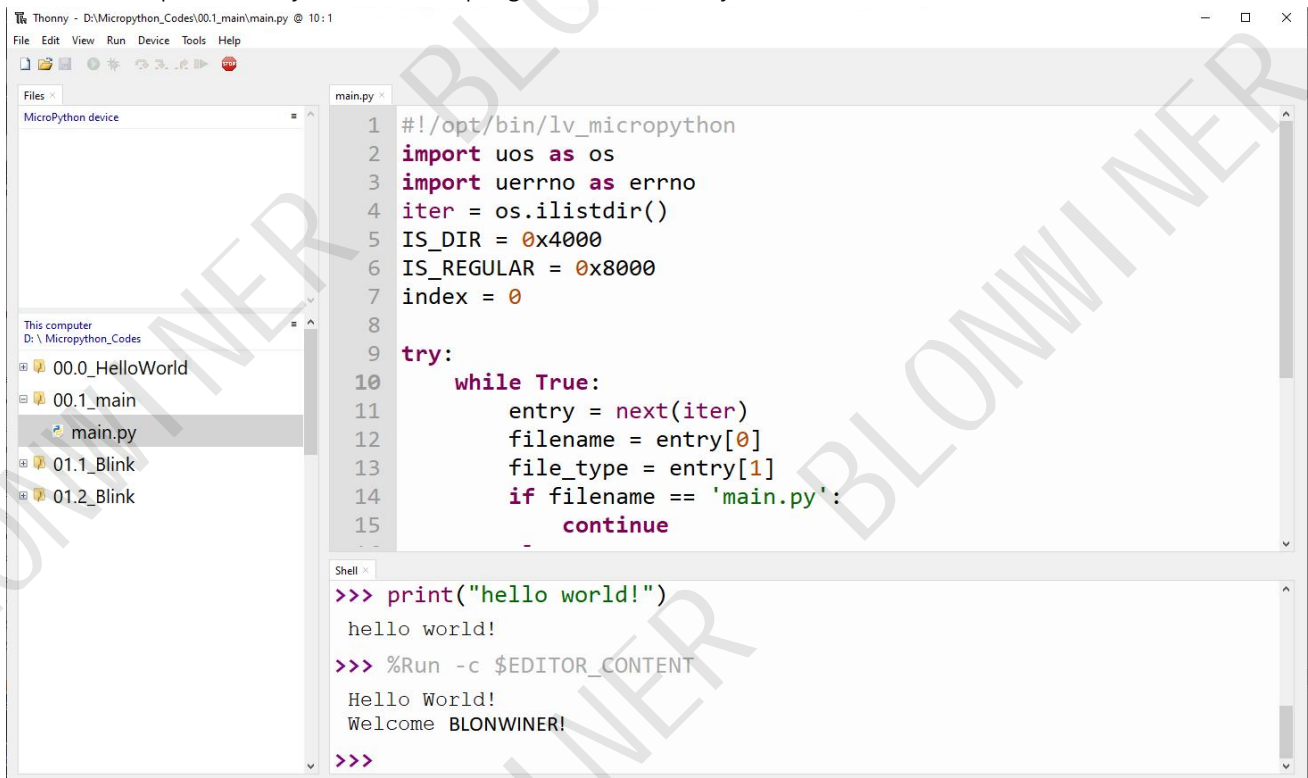 Thonny - D:\Micropython_Codes\00.1_main\main.py @ 10 : 1
File Edit View Run Device Tools Help
Files
MicroPython device
This computer
D: \ Micropython_Codes
00.0_HelloWorld
00.1_main
main.py
01.1_Blink
01.2_Blink
main.py
1 #!/opt/bin/lv_micropython
2 import uos as os
3 import uerrno as errno
4 iter = os.ilistdir()
5 IS_DIR = 0x4000
6 IS_REGULAR = 0x8000
7 index = 0
8
9 try:
10 while True:
11 entry = next(iter)
12 filename = entry[0]
13 file_type = entry[1]
14 if filename == 'main.py':
15 continue
Shell
>>> print("hello world!")
hello world!
>>> %Run -c $EDITOR_CONTENT
Hello World!
Welcome BLONWINER!
>>>
BLONWINER